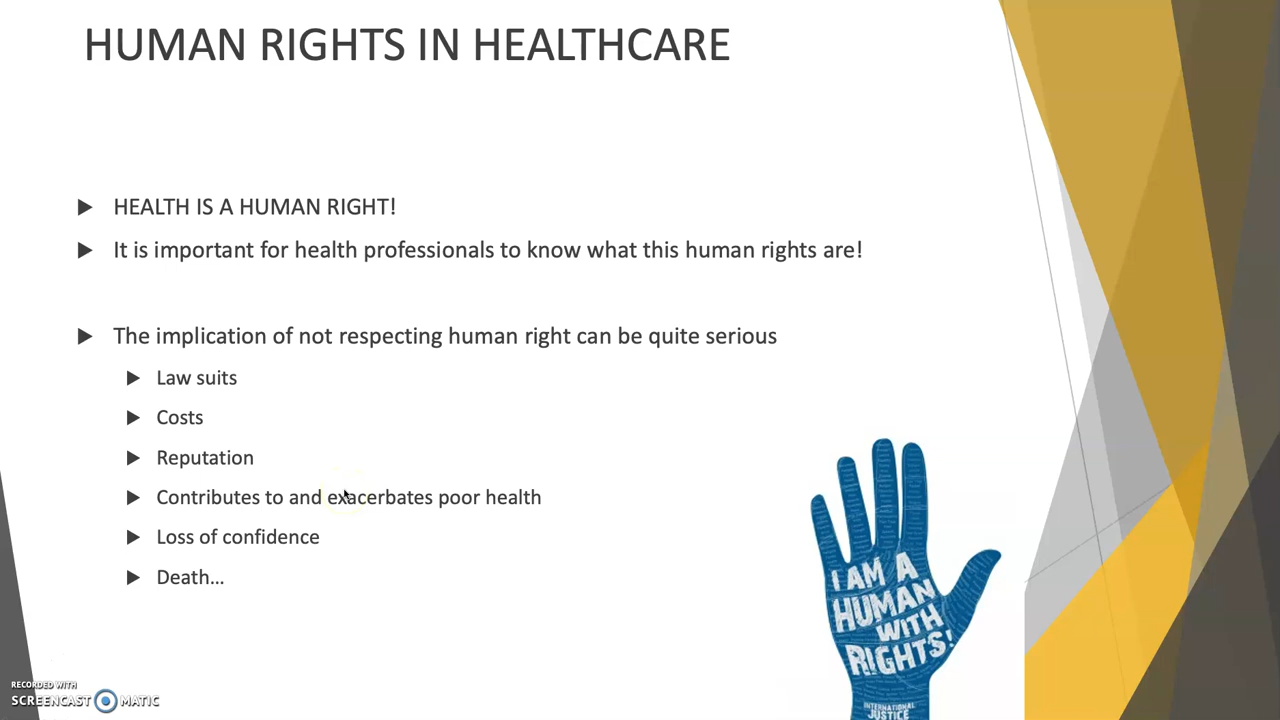 HUMAN RIGHTS IN HEALTHCARE
HEALTH IS A HUMAN RIGHT!
It is important for health professionals to know what this human rights are!
The implication of not respecting human right can be quite serious
Law suits
Costs
Reputation
Contributes to and exacerbates poor health
Loss of confidence
Death...
I AM A
HUMAN
WITH
RIGHTS!
INTERNATIONAL
JUSTICE
RECORDED WITH
SCREENCAST MATIC